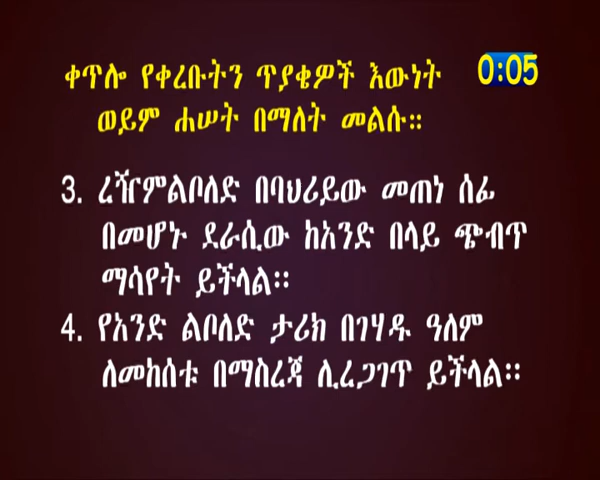 ቀጥሎ የቀረቡትን ጥያቄዎች እውነት
0:05
ወይም ሐሠት በማለት መልሱ።
3. ረዥምልቦለድ በባህሪይው መጠነ ሰፊ
በመሆኑ ደራሲው ከአንድ በላይ ጭብጥ
ማሳየት ይችላል።
4. የአንድ ልቦለድ ታሪክ በገሃዱ ዓለም
ለመከሰቱ በማስረጃ ሊረጋገጥ ይችላል።